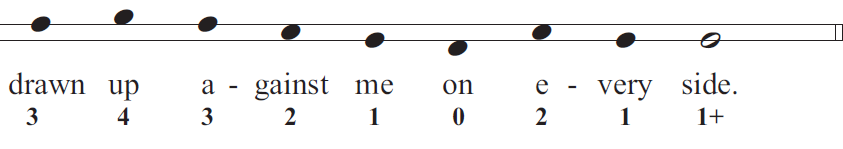 drawn up a - gainst me on e - very side.
3 4 3 2 1 0 2 1 1+